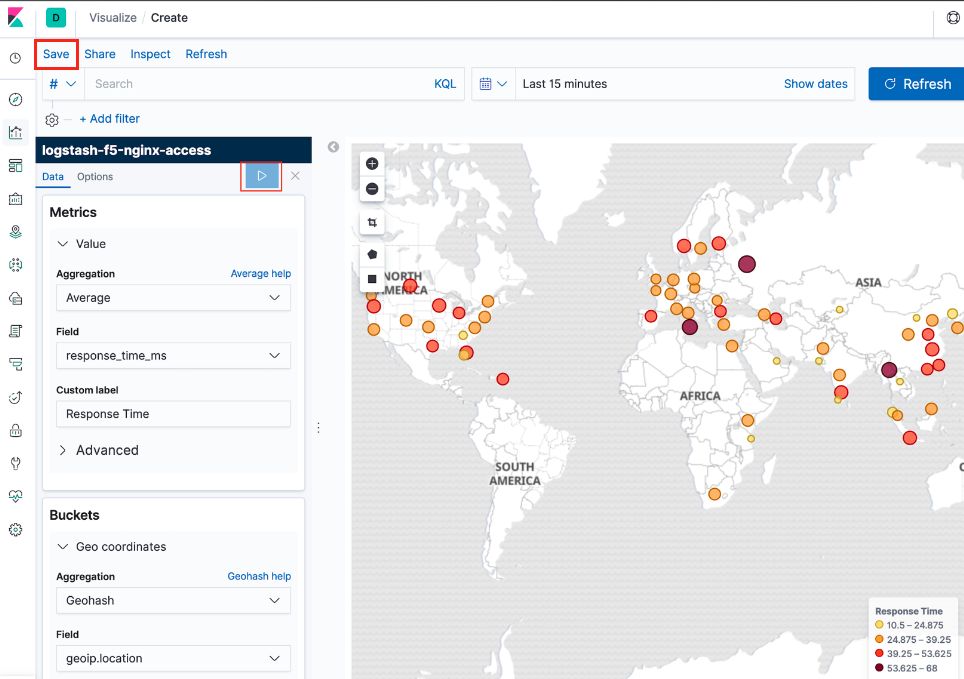 D
Visualize / Create
Save
Share
Inspect
Refresh
#
Search
KQL
Last 15 minutes
Show dates
Refresh
+ Add filter
logstash-f5-nginx-access
Data
Options
Metrics
Value
Aggregation
Average help
Average
Field
response_time_ms
Custom label
Response Time
Advanced
Buckets
Geo coordinates
Aggregation
Geohash help
Geohash
Field
geoip.location
NORTH
AMERICA
ASIA
AFRICA
SOUTH
AMERICA
Response Time
10.5 – 24.875
24.875 – 39.25
39.25 – 53.625
53.625 – 68